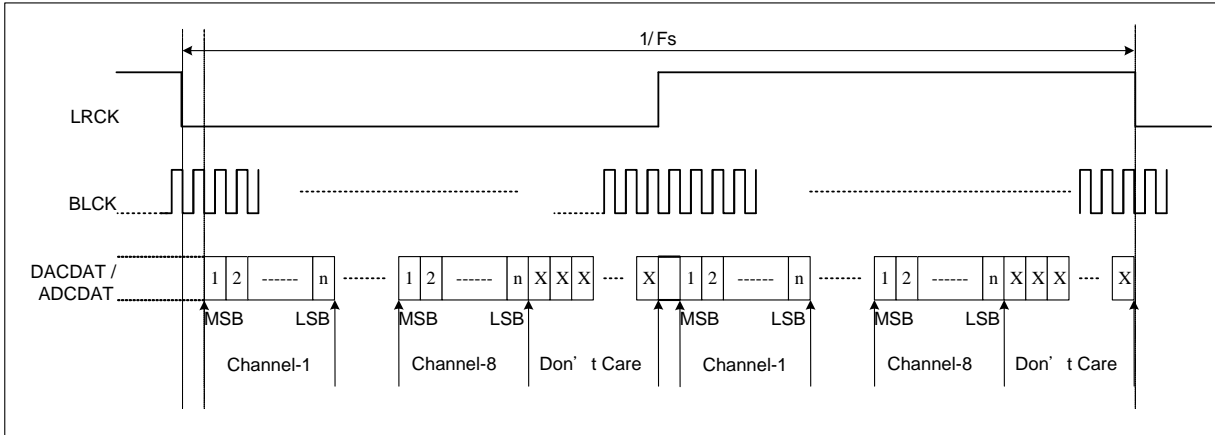 1/ Fs
LRCK
BLCK
DACDAT /
ADCDAT
1 2 ------ n 1 2 ------ n X X X X 1 2 ------ n 1 2 ------ n X X X X
MSB LSB MSB LSB MSB LSB MSB LSB
Channel-1 Channel-8 Don' t Care Channel-1 Channel-8 Don' t Care